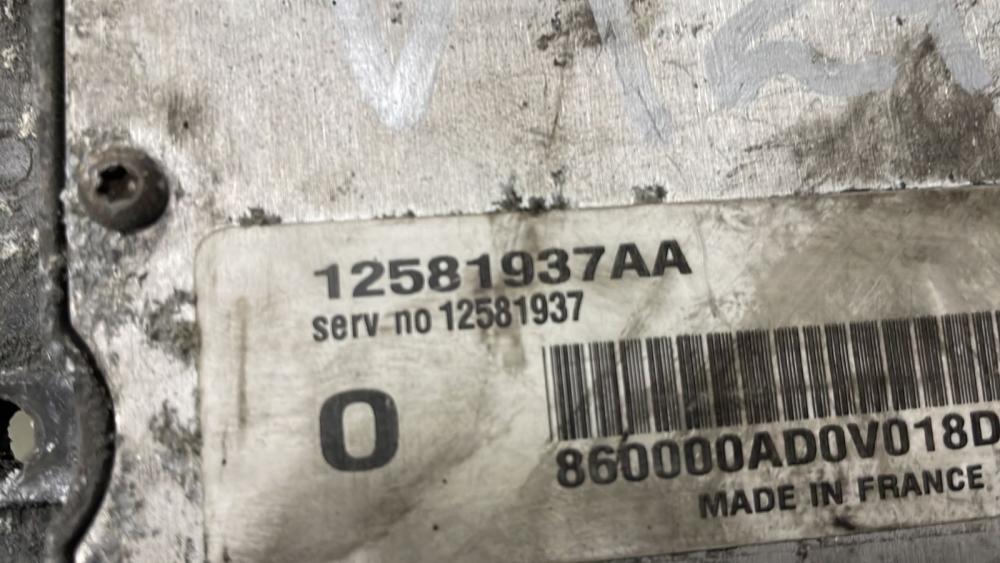 12581937AA
serv no 12581937
O
860000AD0V018D
MADE IN FRANCE